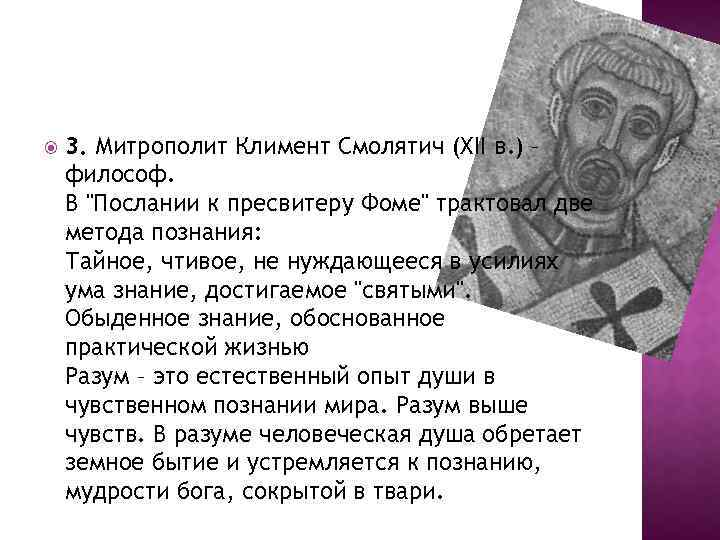 3. Митрополит Климент Смолятич (XII в.) –
философ.
В "Послании к пресвитеру Фоме" трактовал две
метода познания:
Тайное, чтивое, не нуждающееся в усилиях
ума знание, достигаемое "святыми".
Обыденное знание, обоснованное
практической жизнью
Разум – это естественный опыт души в
чувственном познании мира. Разум выше
чувств. В разуме человеческая душа обретает
земное бытие и устремляется к познанию,
мудрости бога, сокрытой в твари.